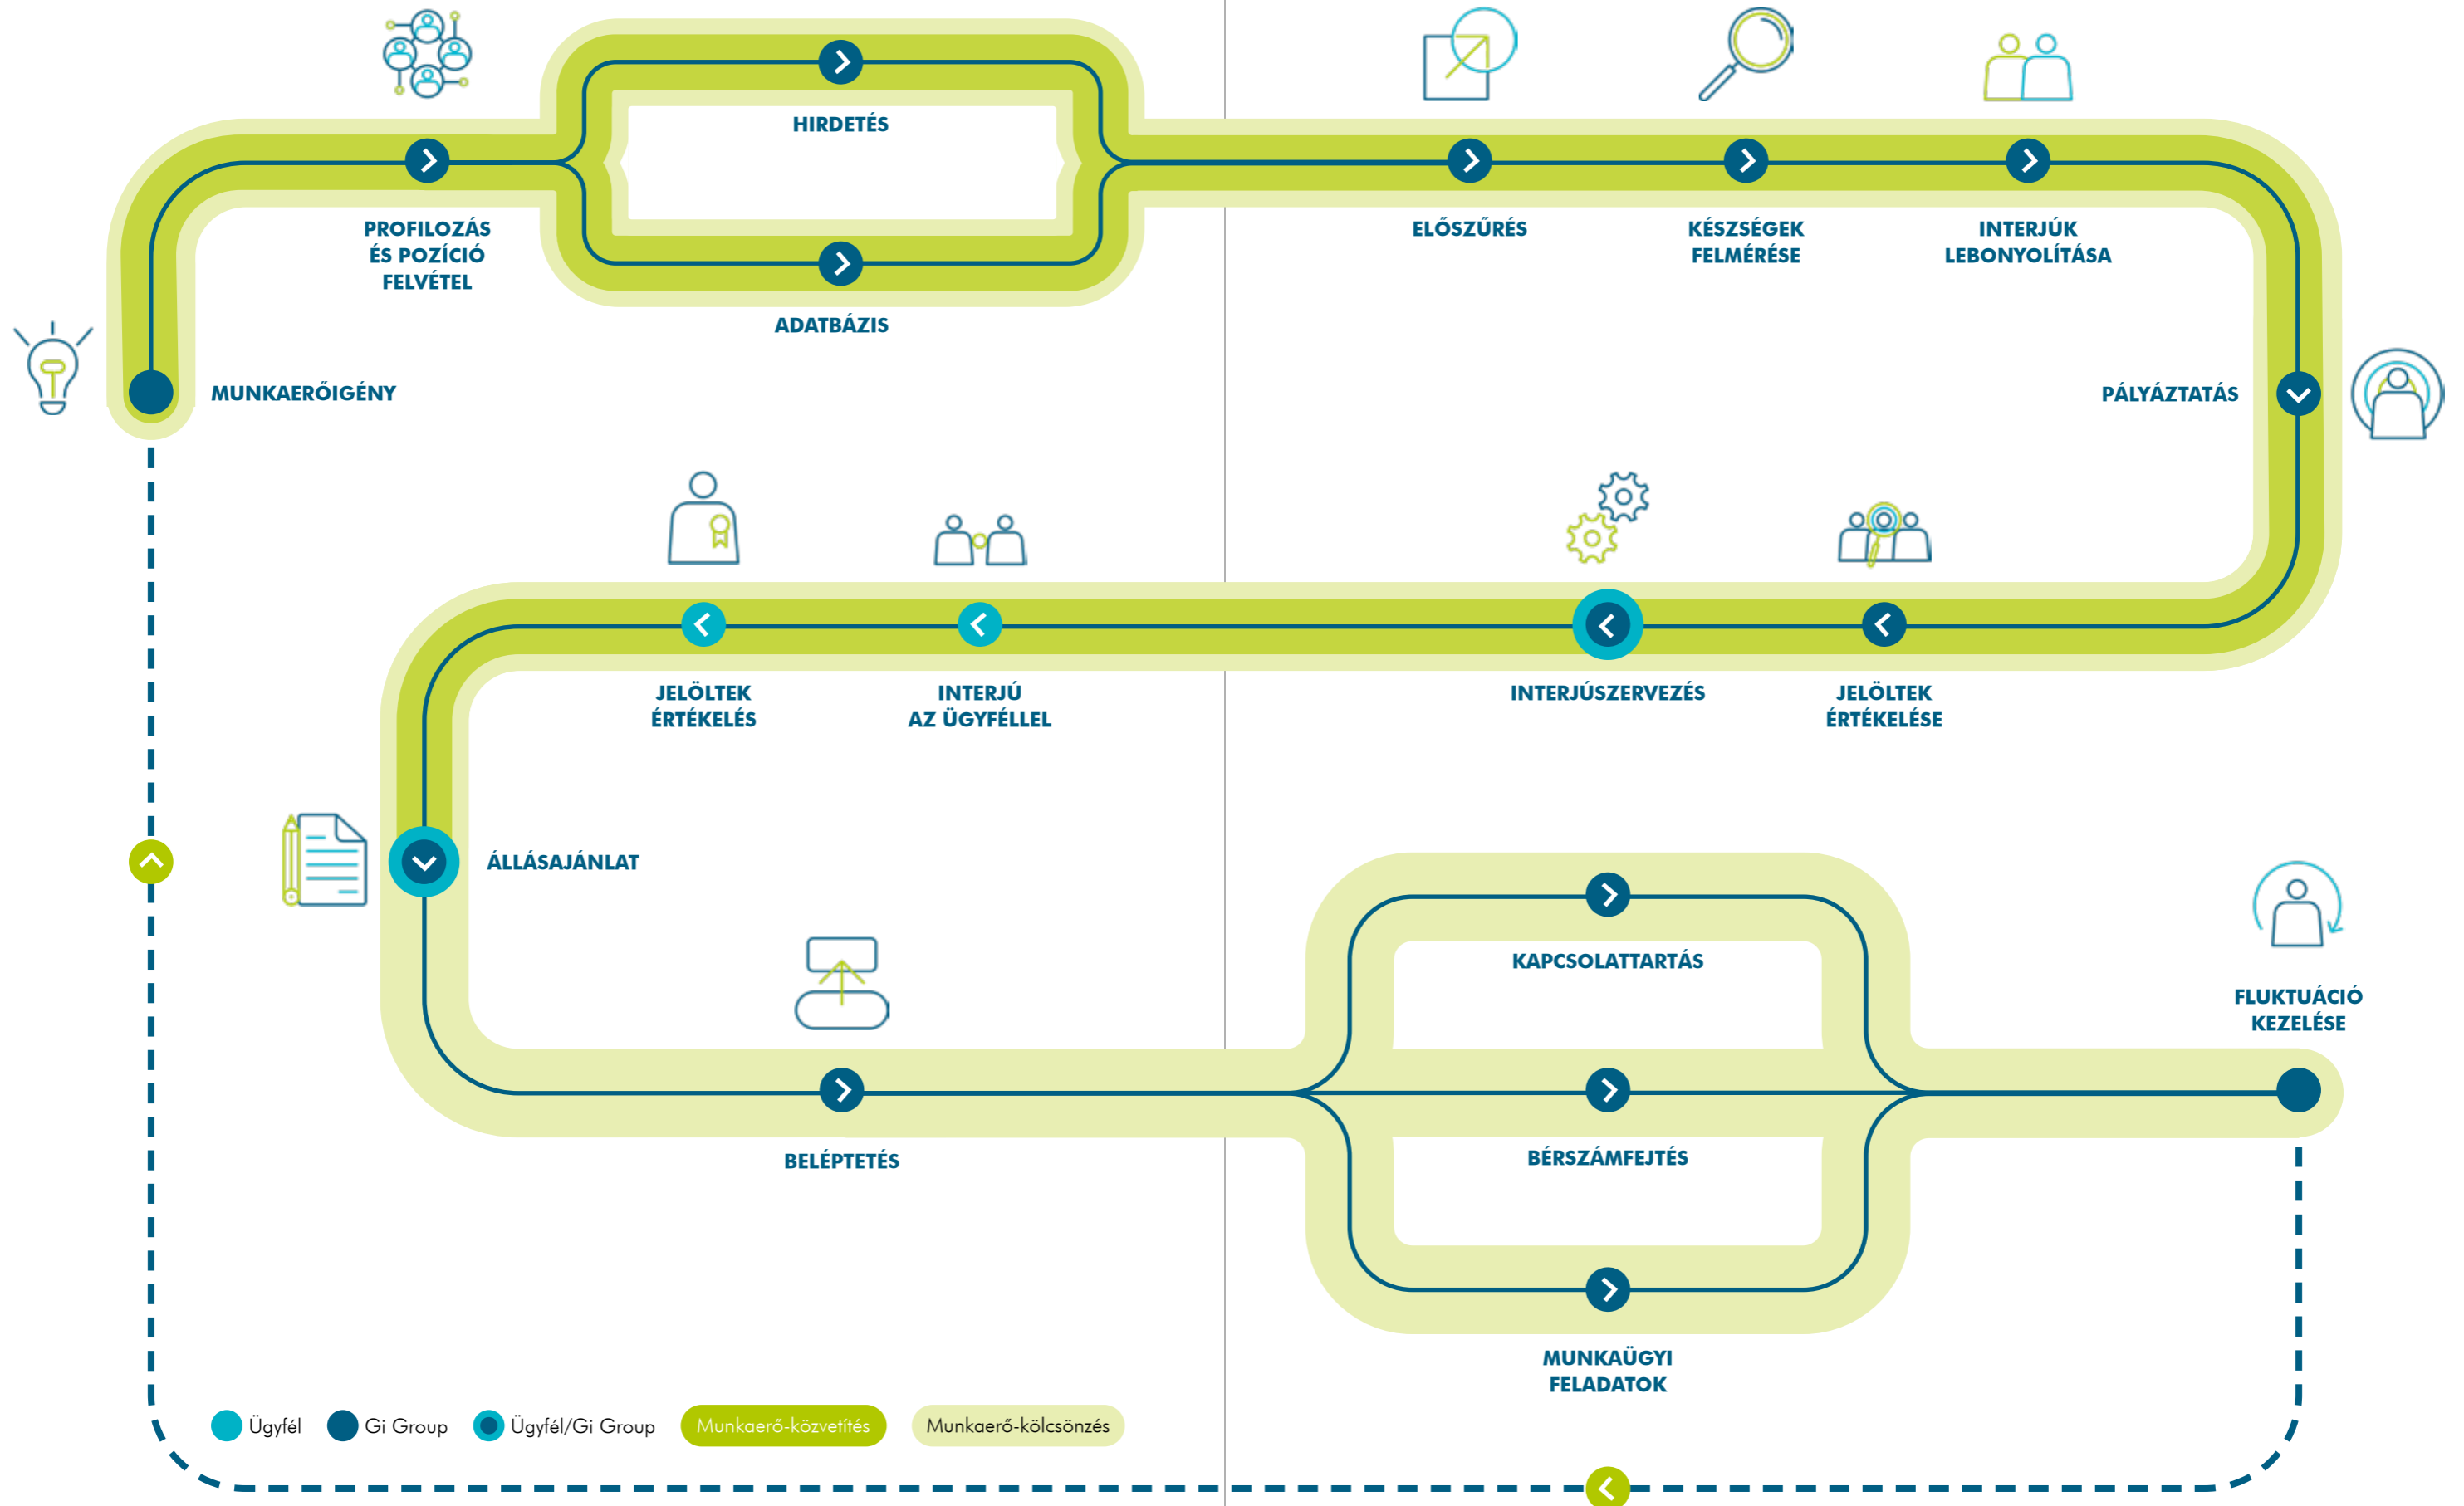 HIRDETÉS
PROFILOZÁS
ÉS POZÍCIÓ
FELVÉTEL
ADATBÁZIS
ELŐSZŰRÉS
KÉSZSÉGEK
FELMÉRÉSE
INTERJÚK
LEBONYOLÍTÁSA
MUNKAERŐIGÉNY
PÁLYÁZTATÁS
JELÖLTEK
ÉRTÉKELÉS
INTERJÚ
AZ ÜGYFÉLLEL
INTERJÚSZERVEZÉS
JELÖLTEK
ÉRTÉKELÉSE
ÁLLÁSAJÁNLAT
KAPCSOLATTARTÁS
FLUKTUÁCIÓ
KEZELÉSE
BELÉPTETÉS
BÉRSZÁMFEJTÉS
MUNKAÜGYI
FELADATOK
Ügyfél
Gi Group
Ügyfél/Gi Group
Munkaerő-közvetítés
Munkaerő-kölcsönzés